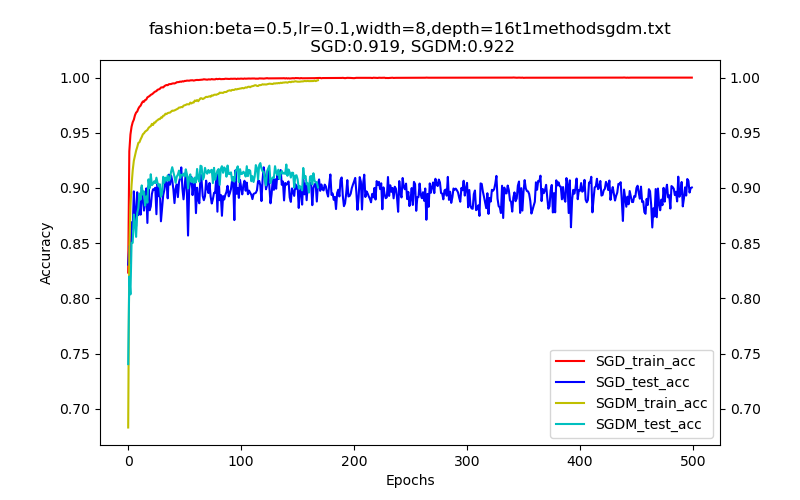 fashion:beta=0.5,lr=0.1,width=8,depth=16t1methodsgdm.txt
SGD:0.919, SGDM:0.922
1.00
1.00
0.95
0.95
0.90
0.90
0.85
0.85
Accuracy
0.80
0.80
0.75
0.75
0.70
0.70
SGD_train_acc
SGD_test_acc
SGDM_train_acc
SGDM_test_acc
0 100 200 300 400 500
Epochs